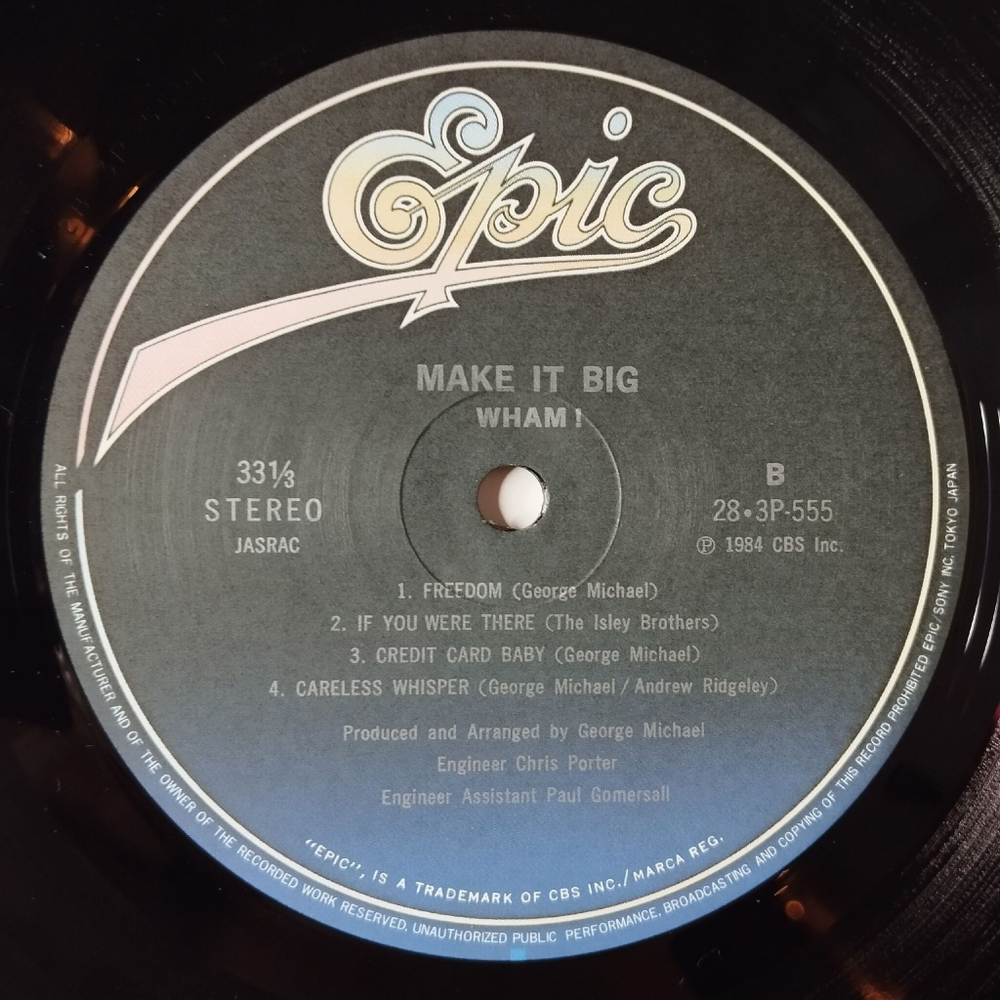 Epic
MAKE IT BIG
WHAM!
33 1/3
STEREO
JASRAC
B
28•3P-555
Ⓟ 1984 CBS Inc.
1. FREEDOM (George Michael)
2. IF YOU WERE THERE (The Isley Brothers)
3. CREDIT CARD BABY (George Michael)
4. CARELESS WHISPER (George Michael / Andrew Ridgeley)
Produced and Arranged by George Michael
Engineer Chris Porter
Engineer Assistant Paul Gomersall
“EPIC”, IS A TRADEMARK OF CBS INC./MARCA REG.
ALL RIGHTS OF THE MANUFACTURER AND OF THE OWNER OF THE RECORDED WORK RESERVED, UNAUTHORIZED PUBLIC PERFORMANCE, BROADCASTING AND COPYING OF THIS RECORD PROHIBITED EPIC/SONY INC. TOKYO JAPAN